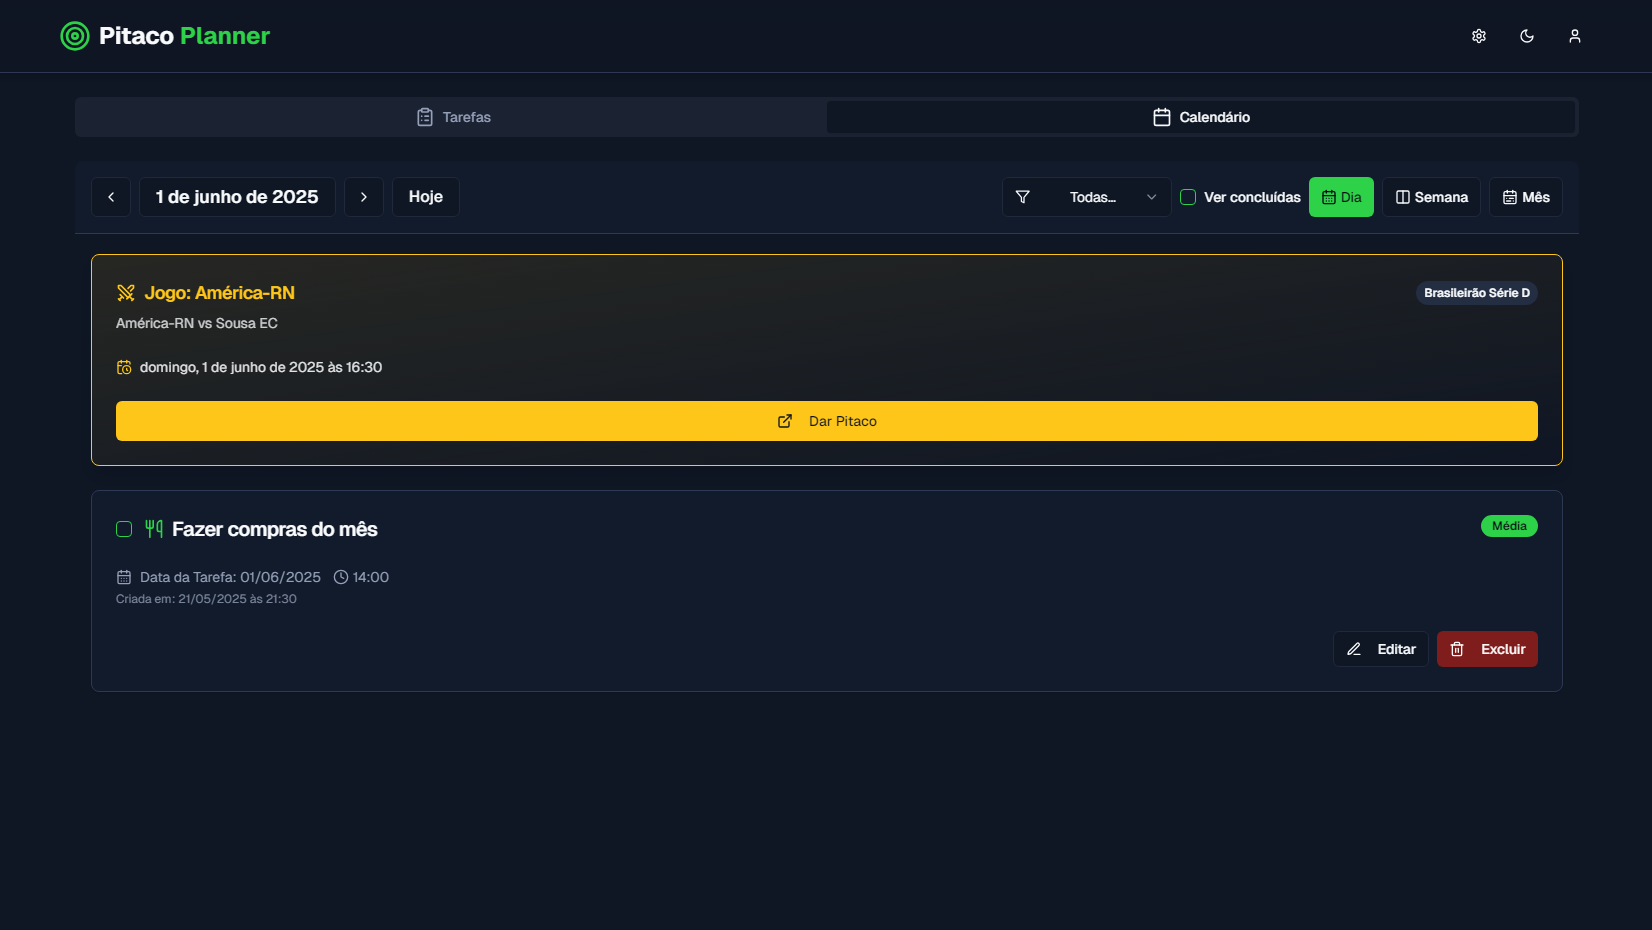 Pitaco Planner
Tarefas
Calendário
1 de junho de 2025
Hoje
Todas...
Ver concluídas
Dia
Semana
Mês
Jogo: América-RN
Brasileirão Série D
América-RN vs Sousa EC
domingo, 1 de junho de 2025 às 16:30
Dar Pitaco
Fazer compras do mês
Média
Data da Tarefa: 01/06/2025 14:00
Criada em: 21/05/2025 às 21:30
Editar
Excluir